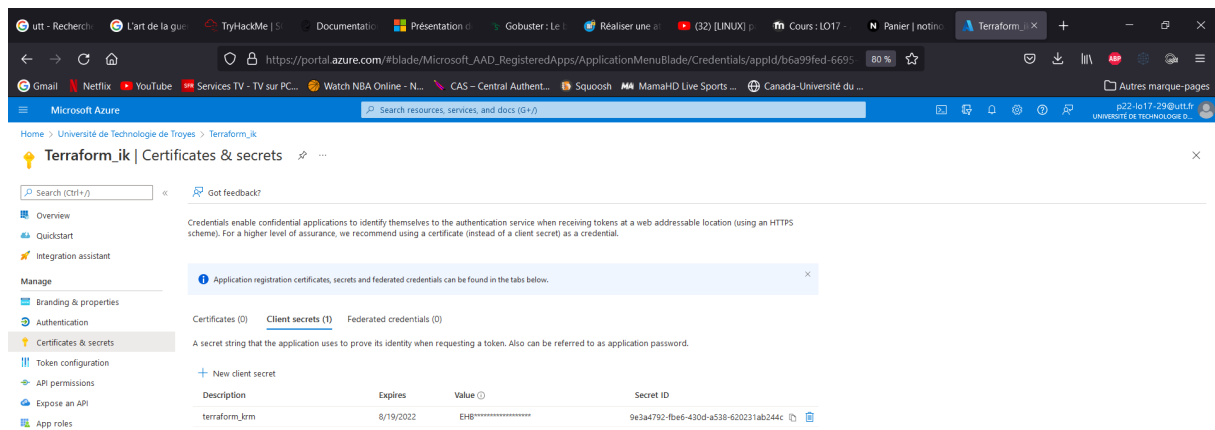 utt - Recherche
L'art de la gue
TryHackMe | S
Documentatio
Présentation d
Gobuster : Le
Réaliser une a
(32) [LINUX] p
Cours : LO17 -
Panier | notino
Terraform_i
https://portal.azure.com/#blade/Microsoft_AAD_RegisteredApps/ApplicationMenuBlade/Credentials/appId/b6a99fed-6695-
80 %
Gmail
Netflix
YouTube
Services TV - TV sur PC...
Watch NBA Online - N...
CAS – Central Authent...
Squoosh
MamaHD Live Sports ...
Canada-Université du ...
Autres marque-pages
Microsoft Azure
Search resources, services, and docs (G+/)
p22-lo17-29@utt.fr
UNIVERSITÉ DE TECHNOLOGIE D...
Home > Université de Technologie de Troyes > Terraform_ik
Terraform_ik | Certificates & secrets
Search (Ctrl+/)
Got feedback?
Overview
Quickstart
Integration assistant
Manage
Branding & properties
Authentication
Certificates & secrets
Token configuration
API permissions
Expose an API
App roles
Credentials enable confidential applications to identify themselves to the authentication service when receiving tokens at a web addressable location (using an HTTPS
scheme). For a higher level of assurance, we recommend using a certificate (instead of a client secret) as a credential.
Application registration certificates, secrets and federated credentials can be found in the tabs below.
Certificates (0) Client secrets (1) Federated credentials (0)
A secret string that the application uses to prove its identity when requesting a token. Also can be referred to as application password.
New client secret
Description Expires Value Secret ID
terraform_krm 8/19/2022 EHB****************** 9e3a4792-fbe6-430d-a538-620231ab244c